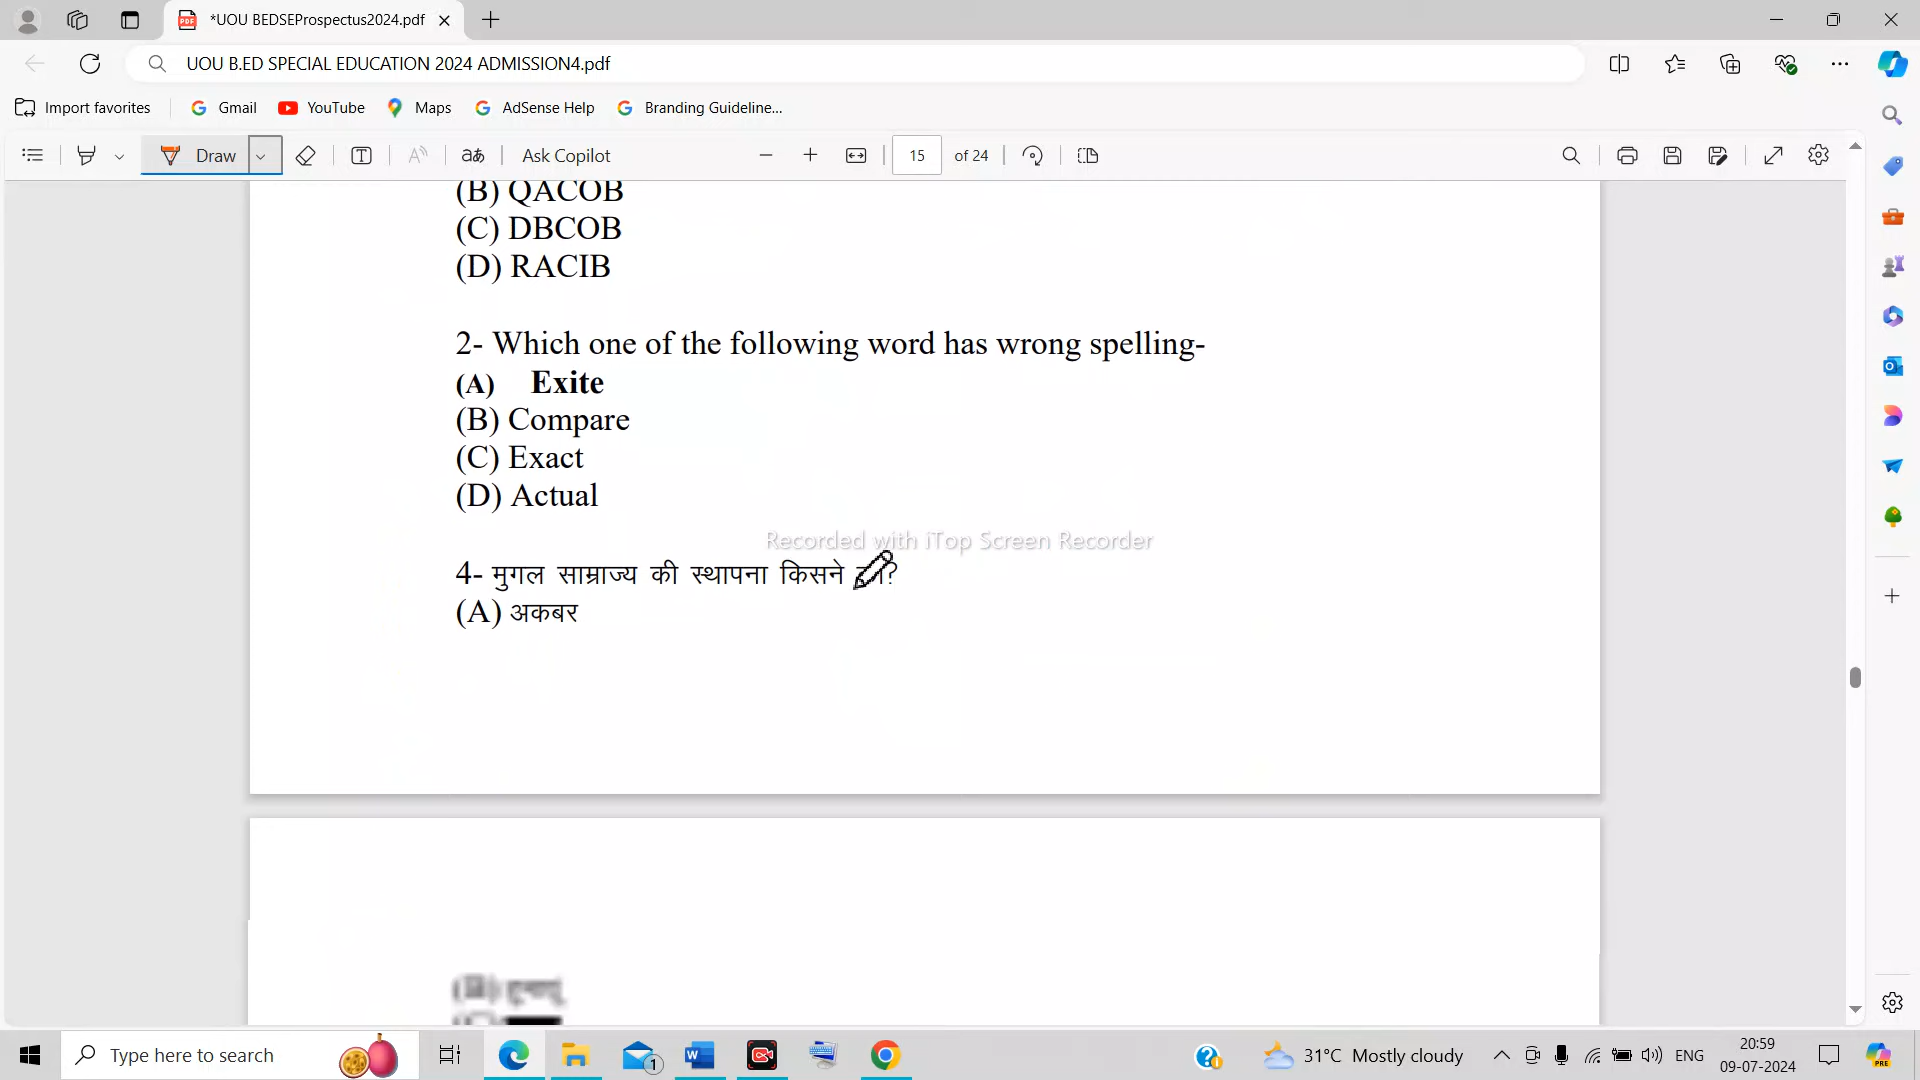 *UOU BEDSEProspectus2024.pdf
UOU B.ED SPECIAL EDUCATION 2024 ADMISSION4.pdf
Import favorites Gmail YouTube Maps AdSense Help Branding Guideline...
Draw Ask Copilot 15 of 24
(B) QACOB
(C) DBCOB
(D) RACIB
2- Which one of the following word has wrong spelling-
(A) Exite
(B) Compare
(C) Exact
(D) Actual
Recorded with iTop Screen Recorder
4- मुगल साम्राज्य की स्थापना किसने ?
(A) अकबर
Type here to search 1 31°C Mostly cloudy ENG 20:59
09-07-2024